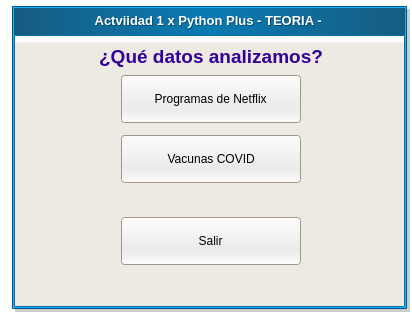 Actviidad 1 x Python Plus - TEORIA -
¿Qué datos analizamos?
Programas de Netflix
Vacunas COVID
Salir